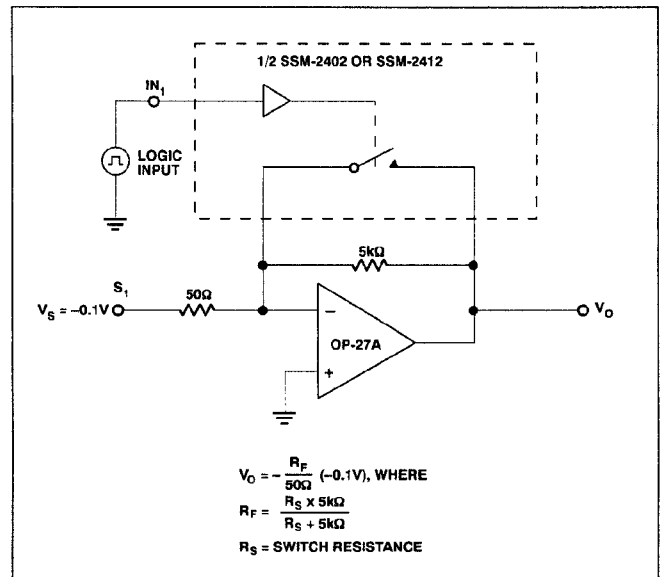 1/2 SSM-2402 OR SSM-2412
IN1
LOGIC
INPUT
5kΩ
S1
50Ω
VS = –0.1V
VO
–
OP-27A
+
VO = – RF / 50Ω (–0.1V), WHERE
RF = RS x 5kΩ / RS + 5kΩ
RS = SWITCH RESISTANCE